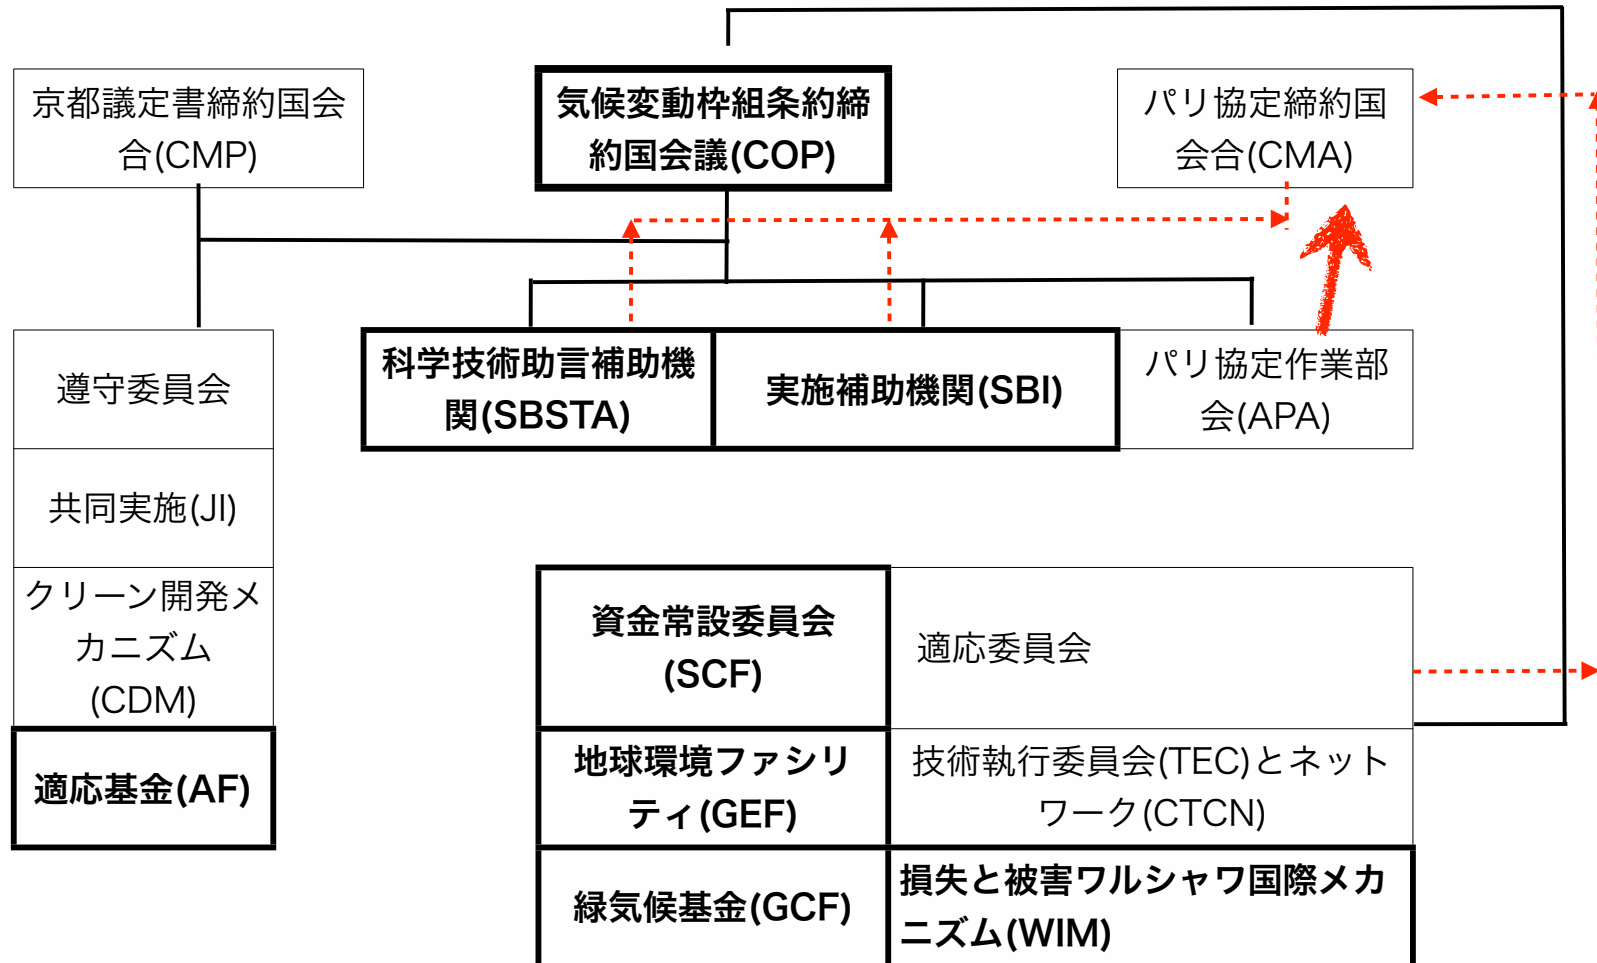 京都議定書締約国会
合(CMP)
気候変動枠組条約締
約国会議(COP)
パリ協定締約国
会合(CMA)
遵守委員会
科学技術助言補助機
関(SBSTA)
実施補助機関(SBI)
パリ協定作業部
会(APA)
共同実施(JI)
クリーン開発メ
カニズム
(CDM)
適応基金(AF)
資金常設委員会
(SCF)
適応委員会
地球環境ファシリ
ティ(GEF)
技術執行委員会(TEC)とネット
ワーク(CTCN)
緑気候基金(GCF)
損失と被害ワルシャワ国際メカ
ニズム(WIM)